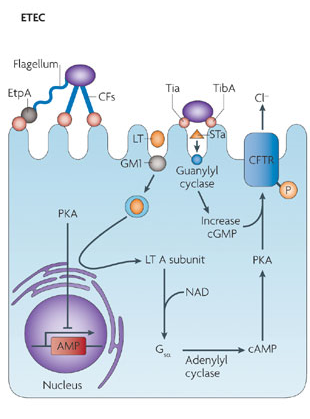 ETEC
Flagellum
EtpA
CFs
Tia
TibA
Cl–
LT
STa
GM1
Guanylyl
cyclase
CFTR
P
Increase
cGMP
PKA
LT A subunit
PKA
NAD
AMP
Gsα
Adenylyl
cyclase
cAMP
Nucleus